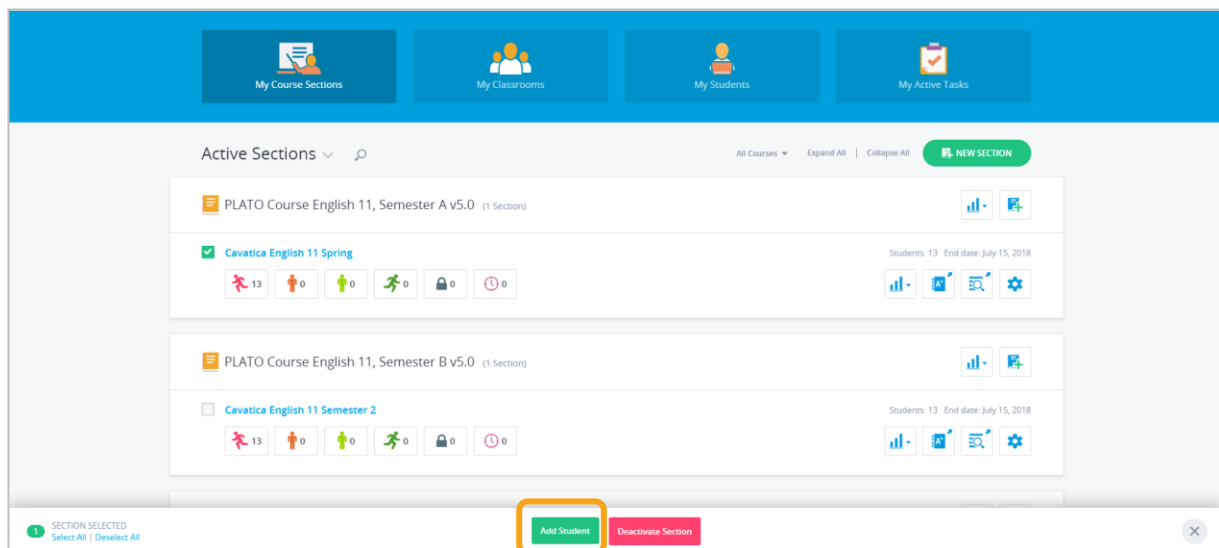 My Course Sections
My Classrooms
My Students
My Active Tasks
Active Sections
All Courses
Expand All | Collapse All
NEW SECTION
PLATO Course English 11, Semester A v5.0 (1 Section)
Cavatica English 11 Spring
Students: 13 End date: July 15, 2018
13 0 0 0 0 0
A+
PLATO Course English 11, Semester B v5.0 (1 Section)
Cavatica English 11 Semester 2
Students: 13 End date: July 15, 2018
13 0 0 0 0 0
A+
1 SECTION SELECTED
Select All | Deselect All
Add Student
Deactivate Section